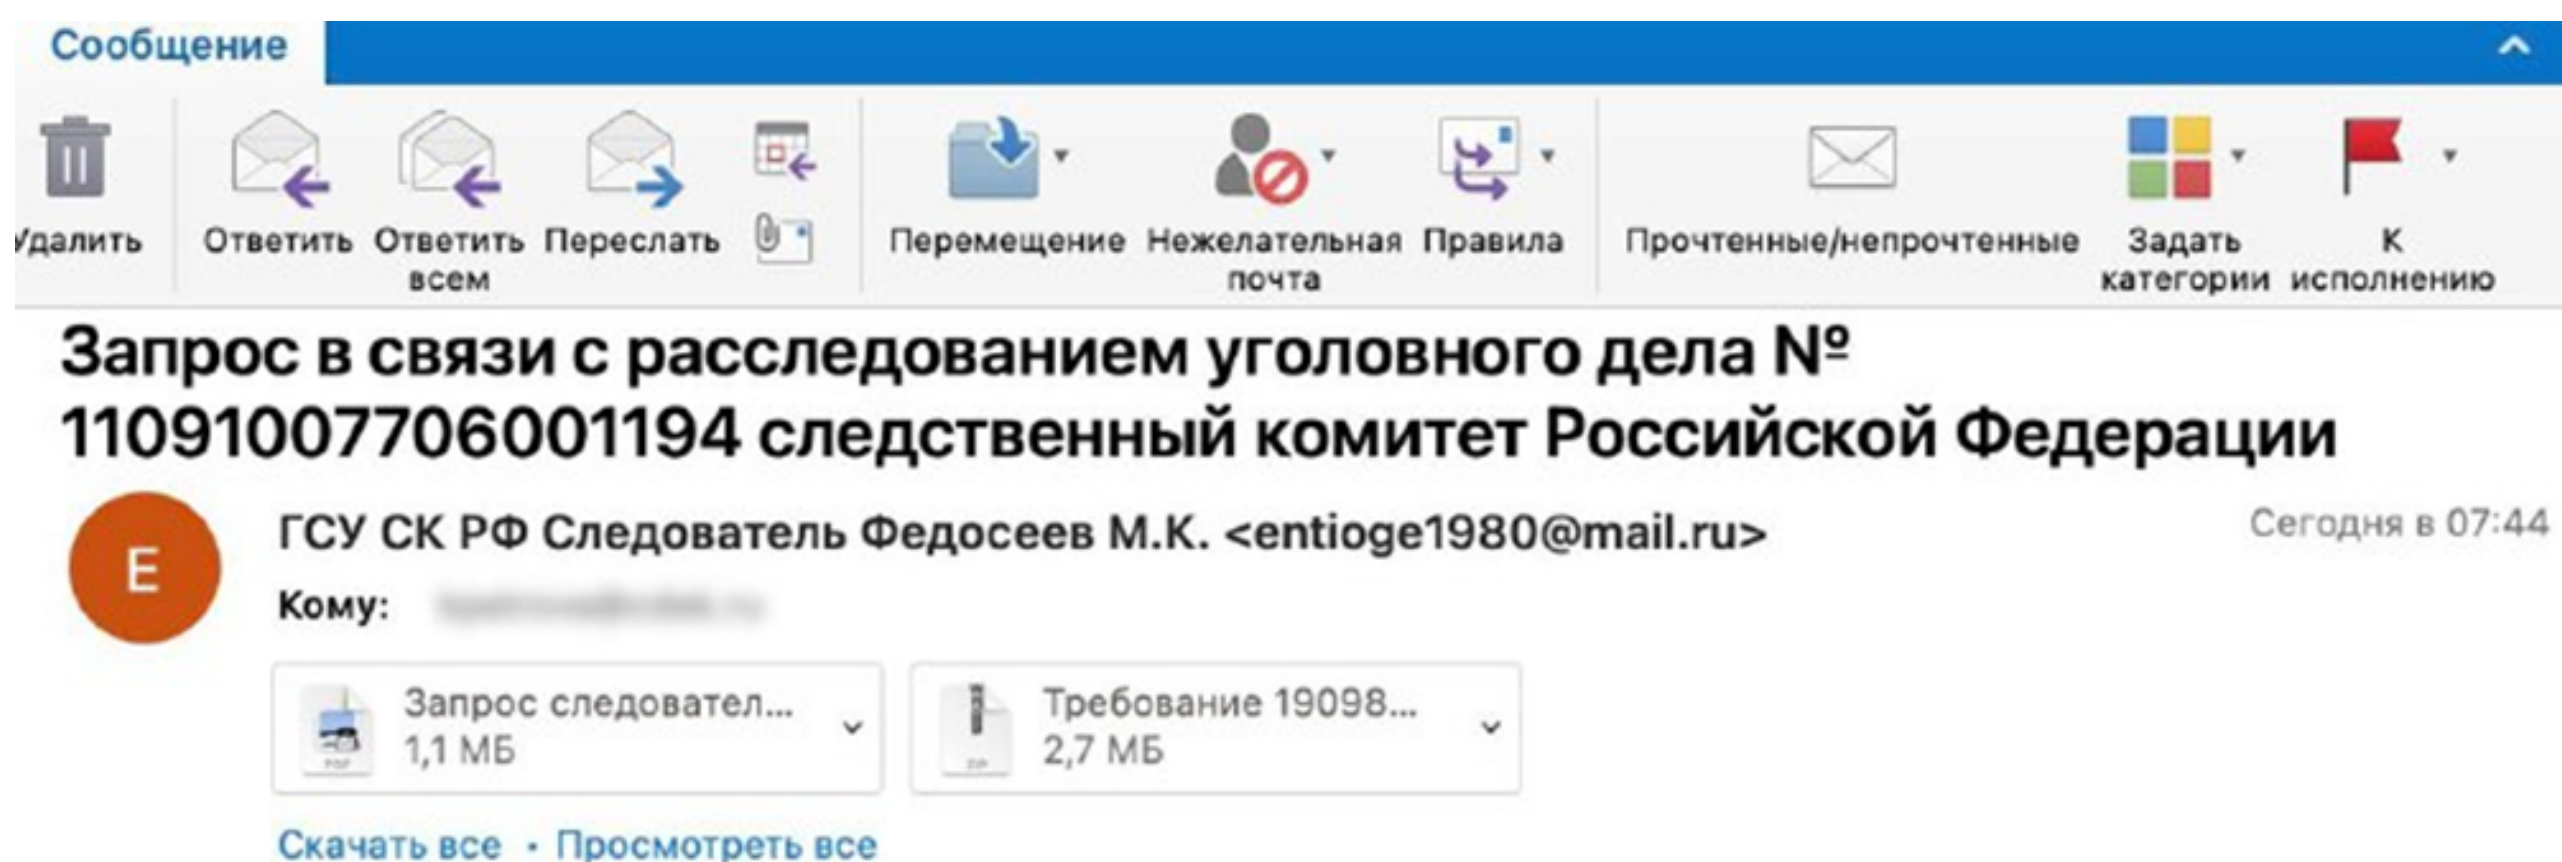 Сообщение
Удалить
Ответить
Ответить всем
Переслать
Перемещение
Нежелательная почта
Правила
Прочтенные/непрочтенные
Задать категории
К исполнению
Запрос в связи с расследованием уголовного дела №
11091007706001194 следственный комитет Российской Федерации
Е
ГСУ СК РФ Следователь Федосеев М.К. <entioge1980@mail.ru>
Сегодня в 07:44
Кому:
Запрос следовател...
1,1 МБ
PDF
Требование 19098...
2,7 МБ
ZIP
Скачать все • Просмотреть все